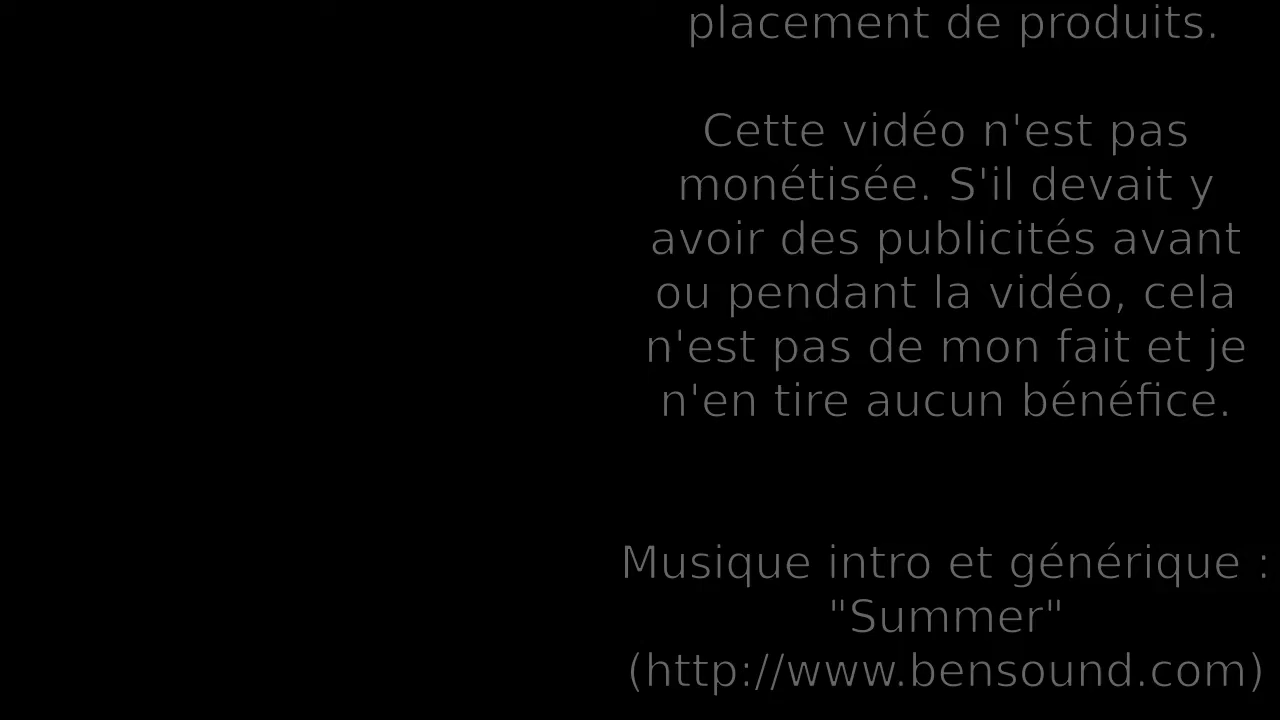 placement de produits.
Cette vidéo n'est pas
monétisée. S'il devait y
avoir des publicités avant
ou pendant la vidéo, cela
n'est pas de mon fait et je
n'en tire aucun bénéfice.
Musique intro et générique :
"Summer"
(http://www.bensound.com)